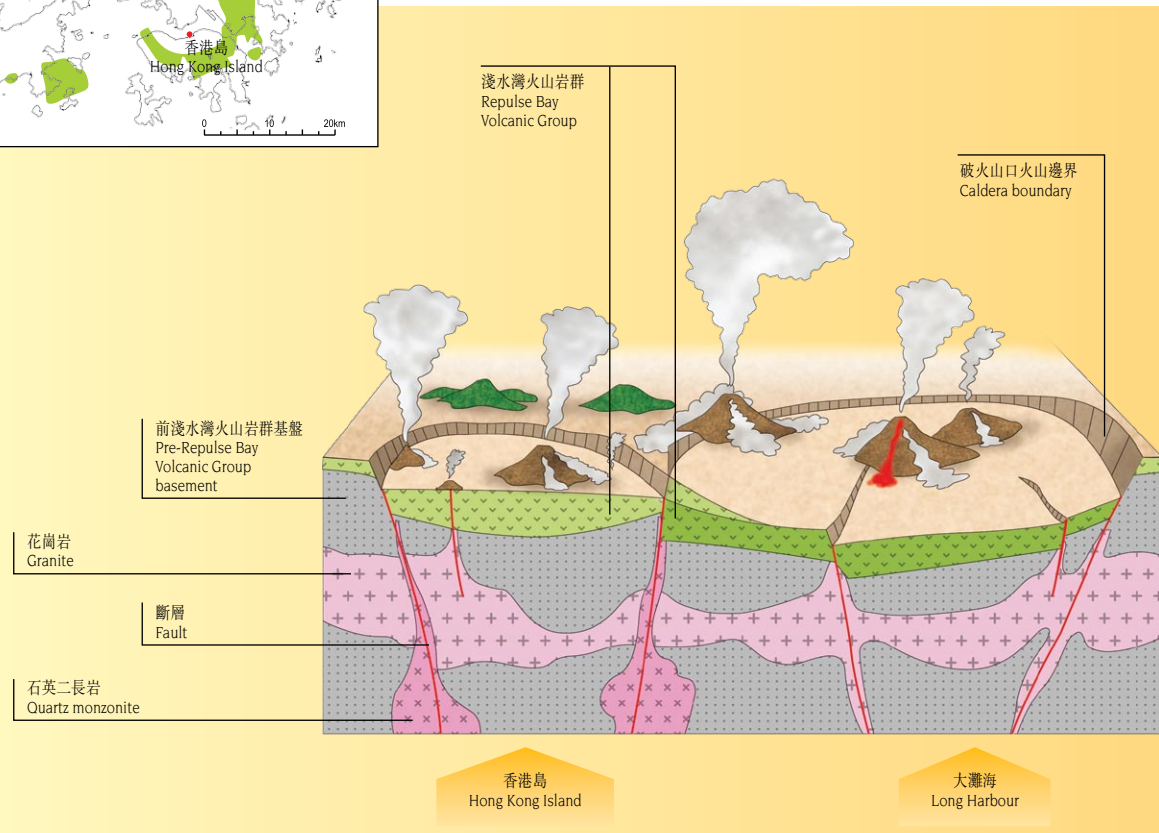 香港島
Hong Kong Island
0 10 20km
淺水灣火山岩群
Repulse Bay
Volcanic Group
破火山口火山邊界
Caldera boundary
前淺水灣火山岩群基盤
Pre-Repulse Bay
Volcanic Group
basement
花崗岩
Granite
斷層
Fault
石英二長岩
Quartz monzonite
香港島
Hong Kong Island
大灘海
Long Harbour